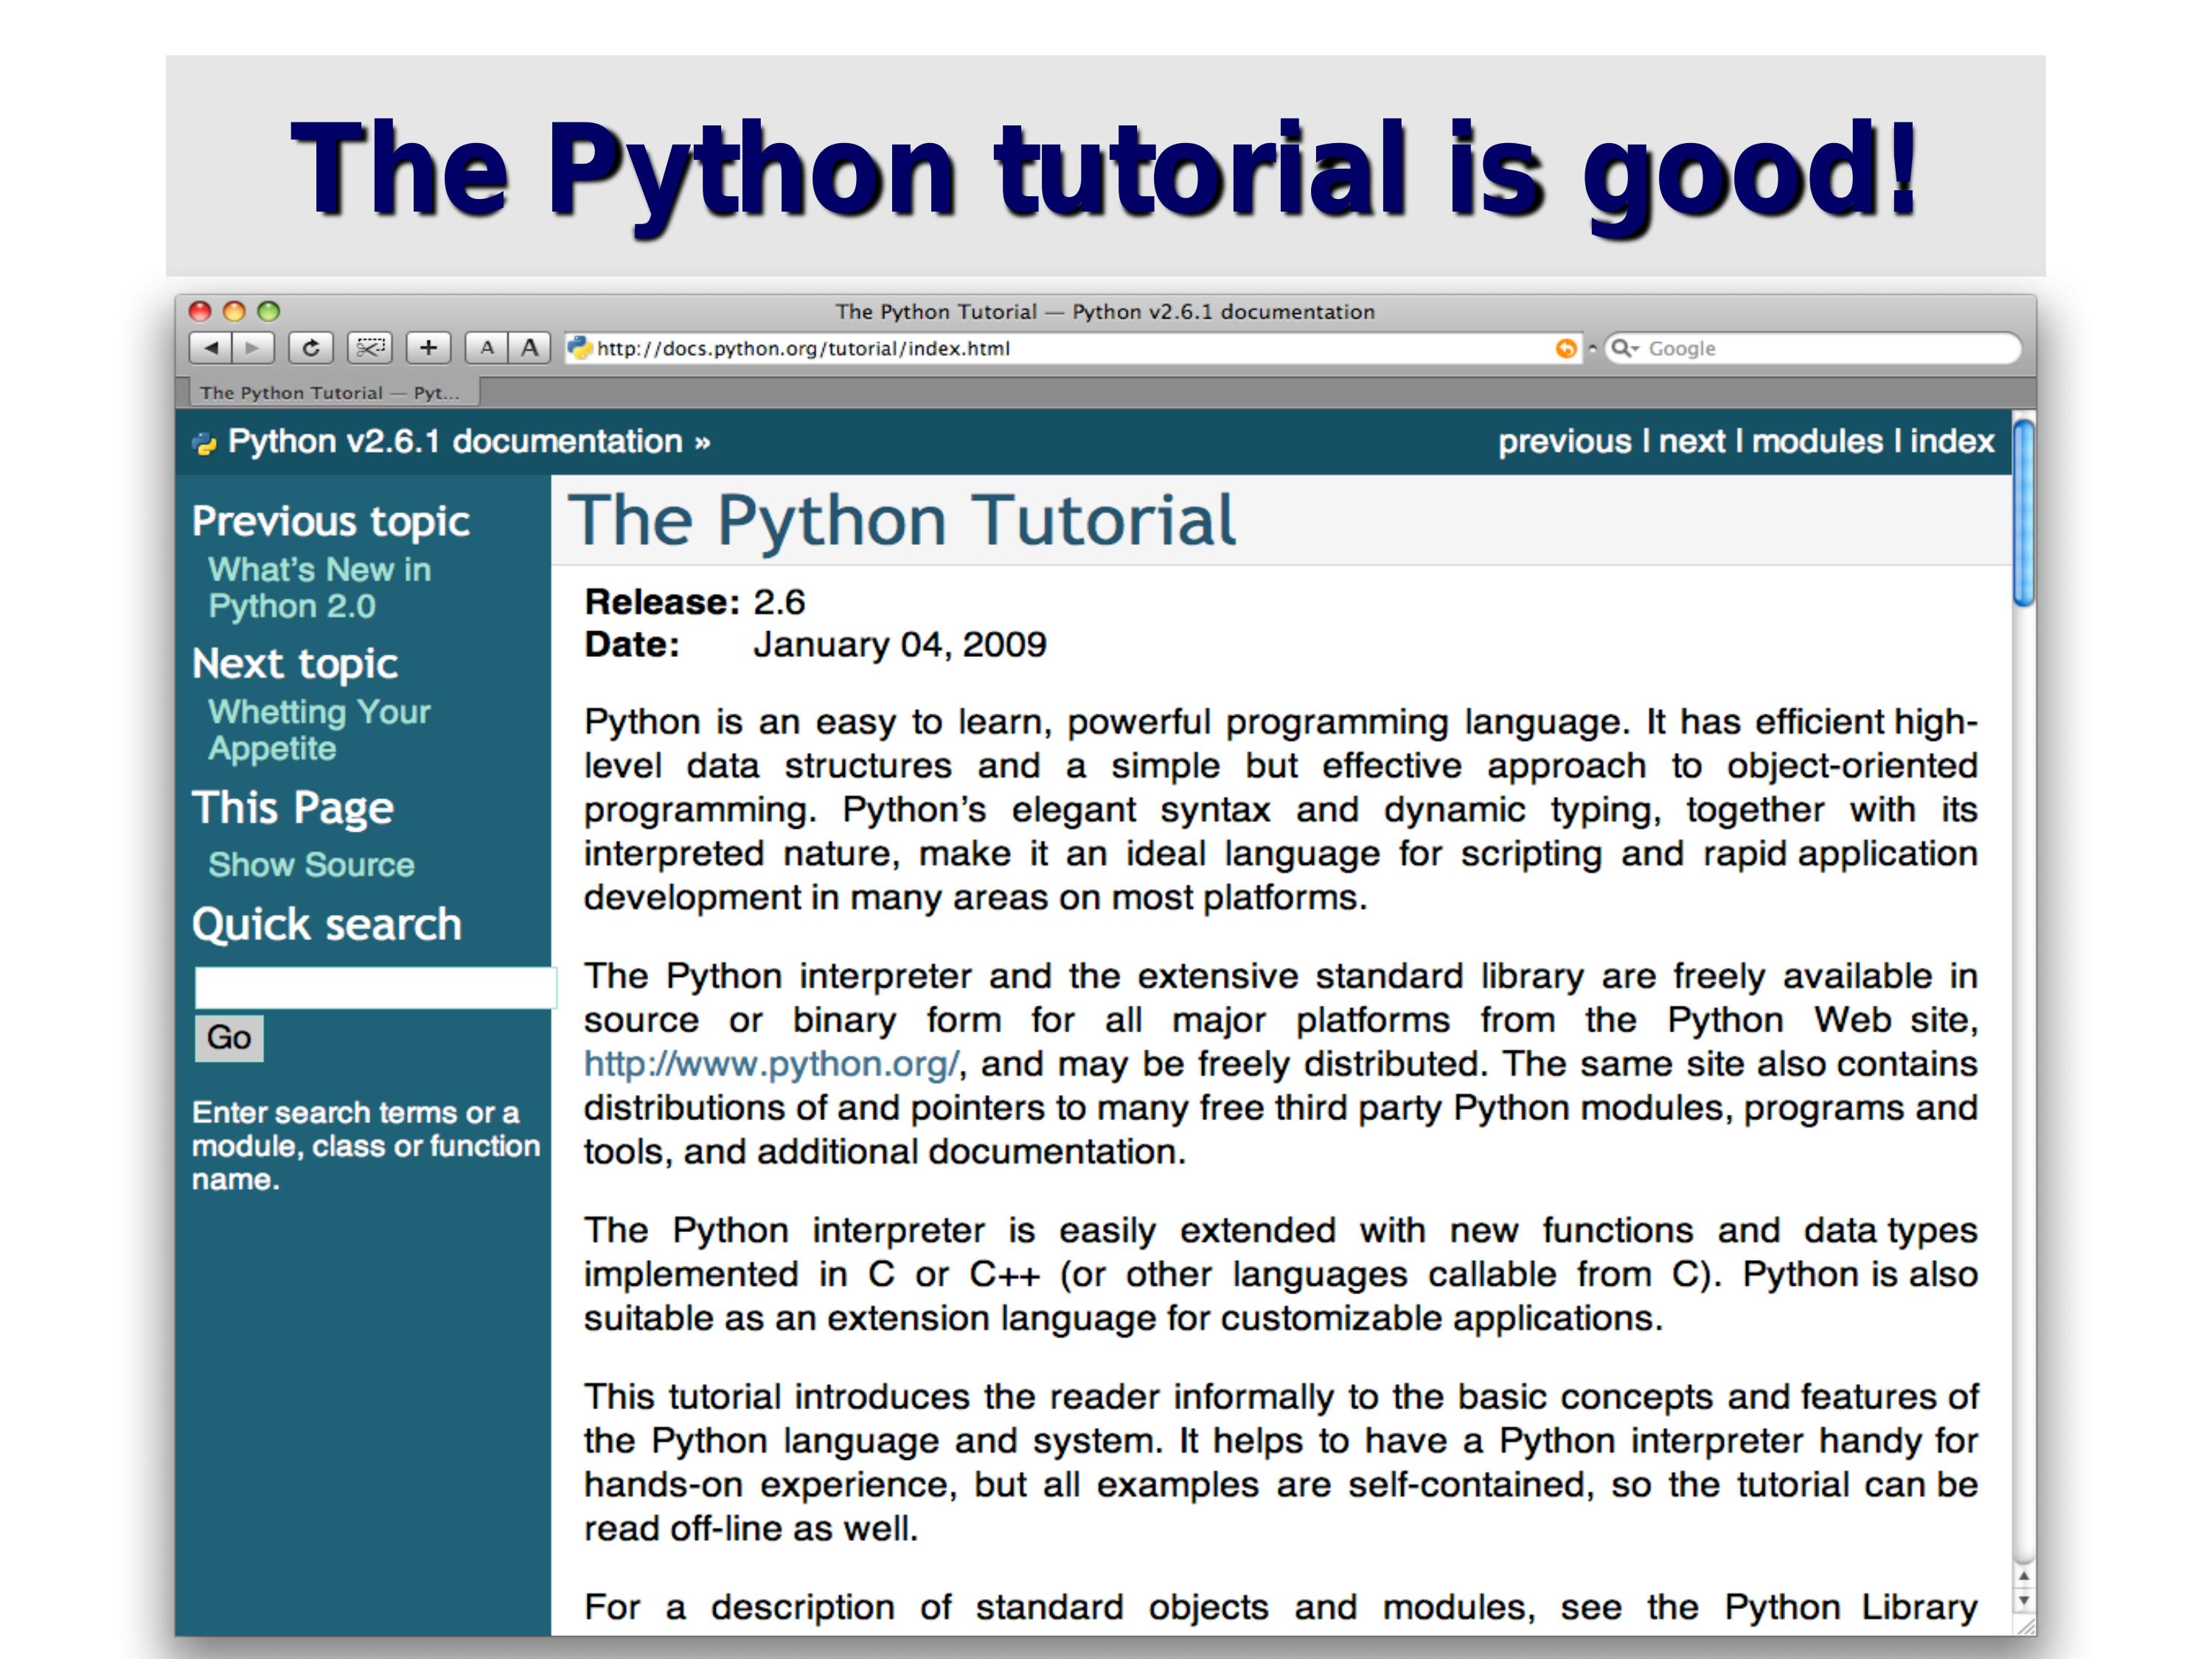 The Python tutorial is good!
The Python Tutorial — Python v2.6.1 documentation
A A http://docs.python.org/tutorial/index.html Google
The Python Tutorial — Pyt...
Python v2.6.1 documentation » previous | next | modules | index
Previous topic
What's New in
Python 2.0
Next topic
Whetting Your
Appetite
This Page
Show Source
Quick search
Go
Enter search terms or a
module, class or function
name.
The Python Tutorial
Release: 2.6
Date: January 04, 2009
Python is an easy to learn, powerful programming language. It has efficient high-
level data structures and a simple but effective approach to object-oriented
programming. Python's elegant syntax and dynamic typing, together with its
interpreted nature, make it an ideal language for scripting and rapid application
development in many areas on most platforms.
The Python interpreter and the extensive standard library are freely available in
source or binary form for all major platforms from the Python Web site,
http://www.python.org/, and may be freely distributed. The same site also contains
distributions of and pointers to many free third party Python modules, programs and
tools, and additional documentation.
The Python interpreter is easily extended with new functions and data types
implemented in C or C++ (or other languages callable from C). Python is also
suitable as an extension language for customizable applications.
This tutorial introduces the reader informally to the basic concepts and features of
the Python language and system. It helps to have a Python interpreter handy for
hands-on experience, but all examples are self-contained, so the tutorial can be
read off-line as well.
For a description of standard objects and modules, see the Python Library